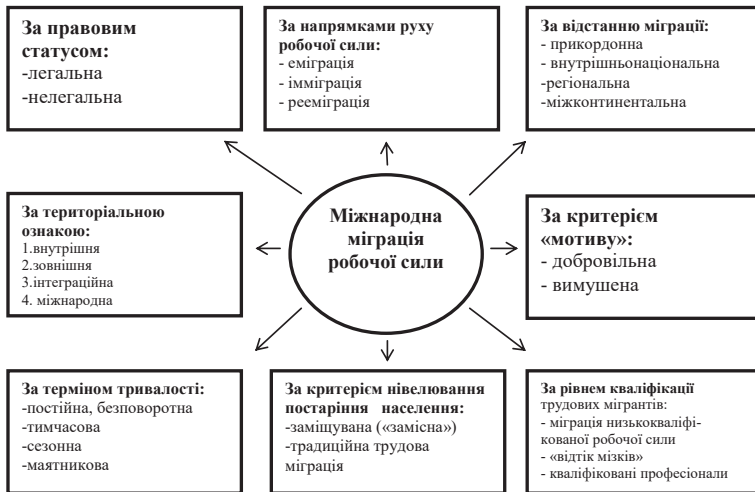 За правовим
статусом:
-легальна
-нелегальна
За напрямками руху
робочої сили:
- еміграція
- імміграція
- рееміграція
За відстанню міграції:
- прикордонна
- внутрішньонаціональна
-регіональна
-міжконтинентальна
За територіальною
ознакою:
1.внутрішня
2.зовнішня
3.інтеграційна
4. міжнародна
Міжнародна
міграція
робочої сили
За критерієм
«мотиву»:
- добровільна
- вимушена
За терміном тривалості:
-постійна, безповоротна
-тимчасова
-сезонна
-маятникова
За критерієм нівелювання
постаріння населення:
-заміщувана («замісна»)
-традиційна трудова
міграція
За рівнем кваліфікації
трудових мігрантів:
- міграція низькокваліфі-
кованої робочої сили
- «відтік мізків»
- кваліфіковані професіонали